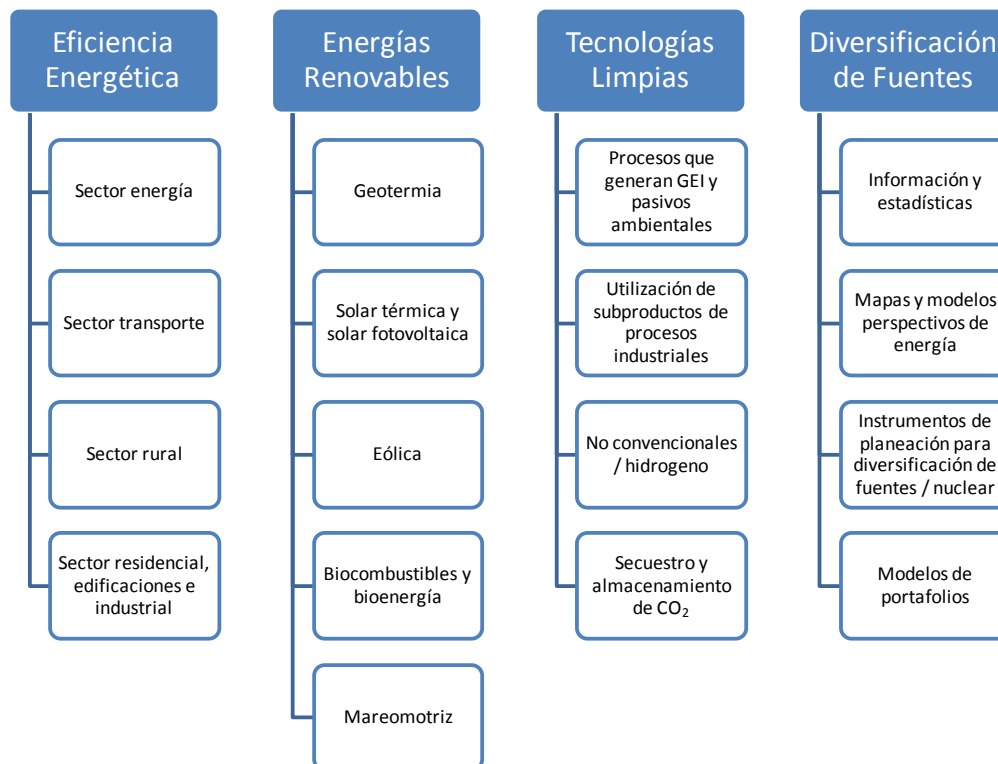 Eficiencia
Energética
Sector energía
Sector transporte
Sector rural
Sector residencial,
edificaciones e
industrial
Energías
Renovables
Geotermia
Solar térmica y
solar fotovoltaica
Eólica
Biocombustibles y
bioenergía
Mareomotriz
Tecnologías
Limpias
Procesos que
generan GEI y
pasivos
ambientales
Utilización de
subproductos de
procesos
industriales
No convencionales
/ hidrogeno
Secuestro y
almacenamiento
de CO₂
Diversificación
de Fuentes
Información y
estadísticas
Mapas y modelos
perspectivos de
energía
Instrumentos de
planeación para
diversificación de
fuentes / nuclear
Modelos de
portafolios